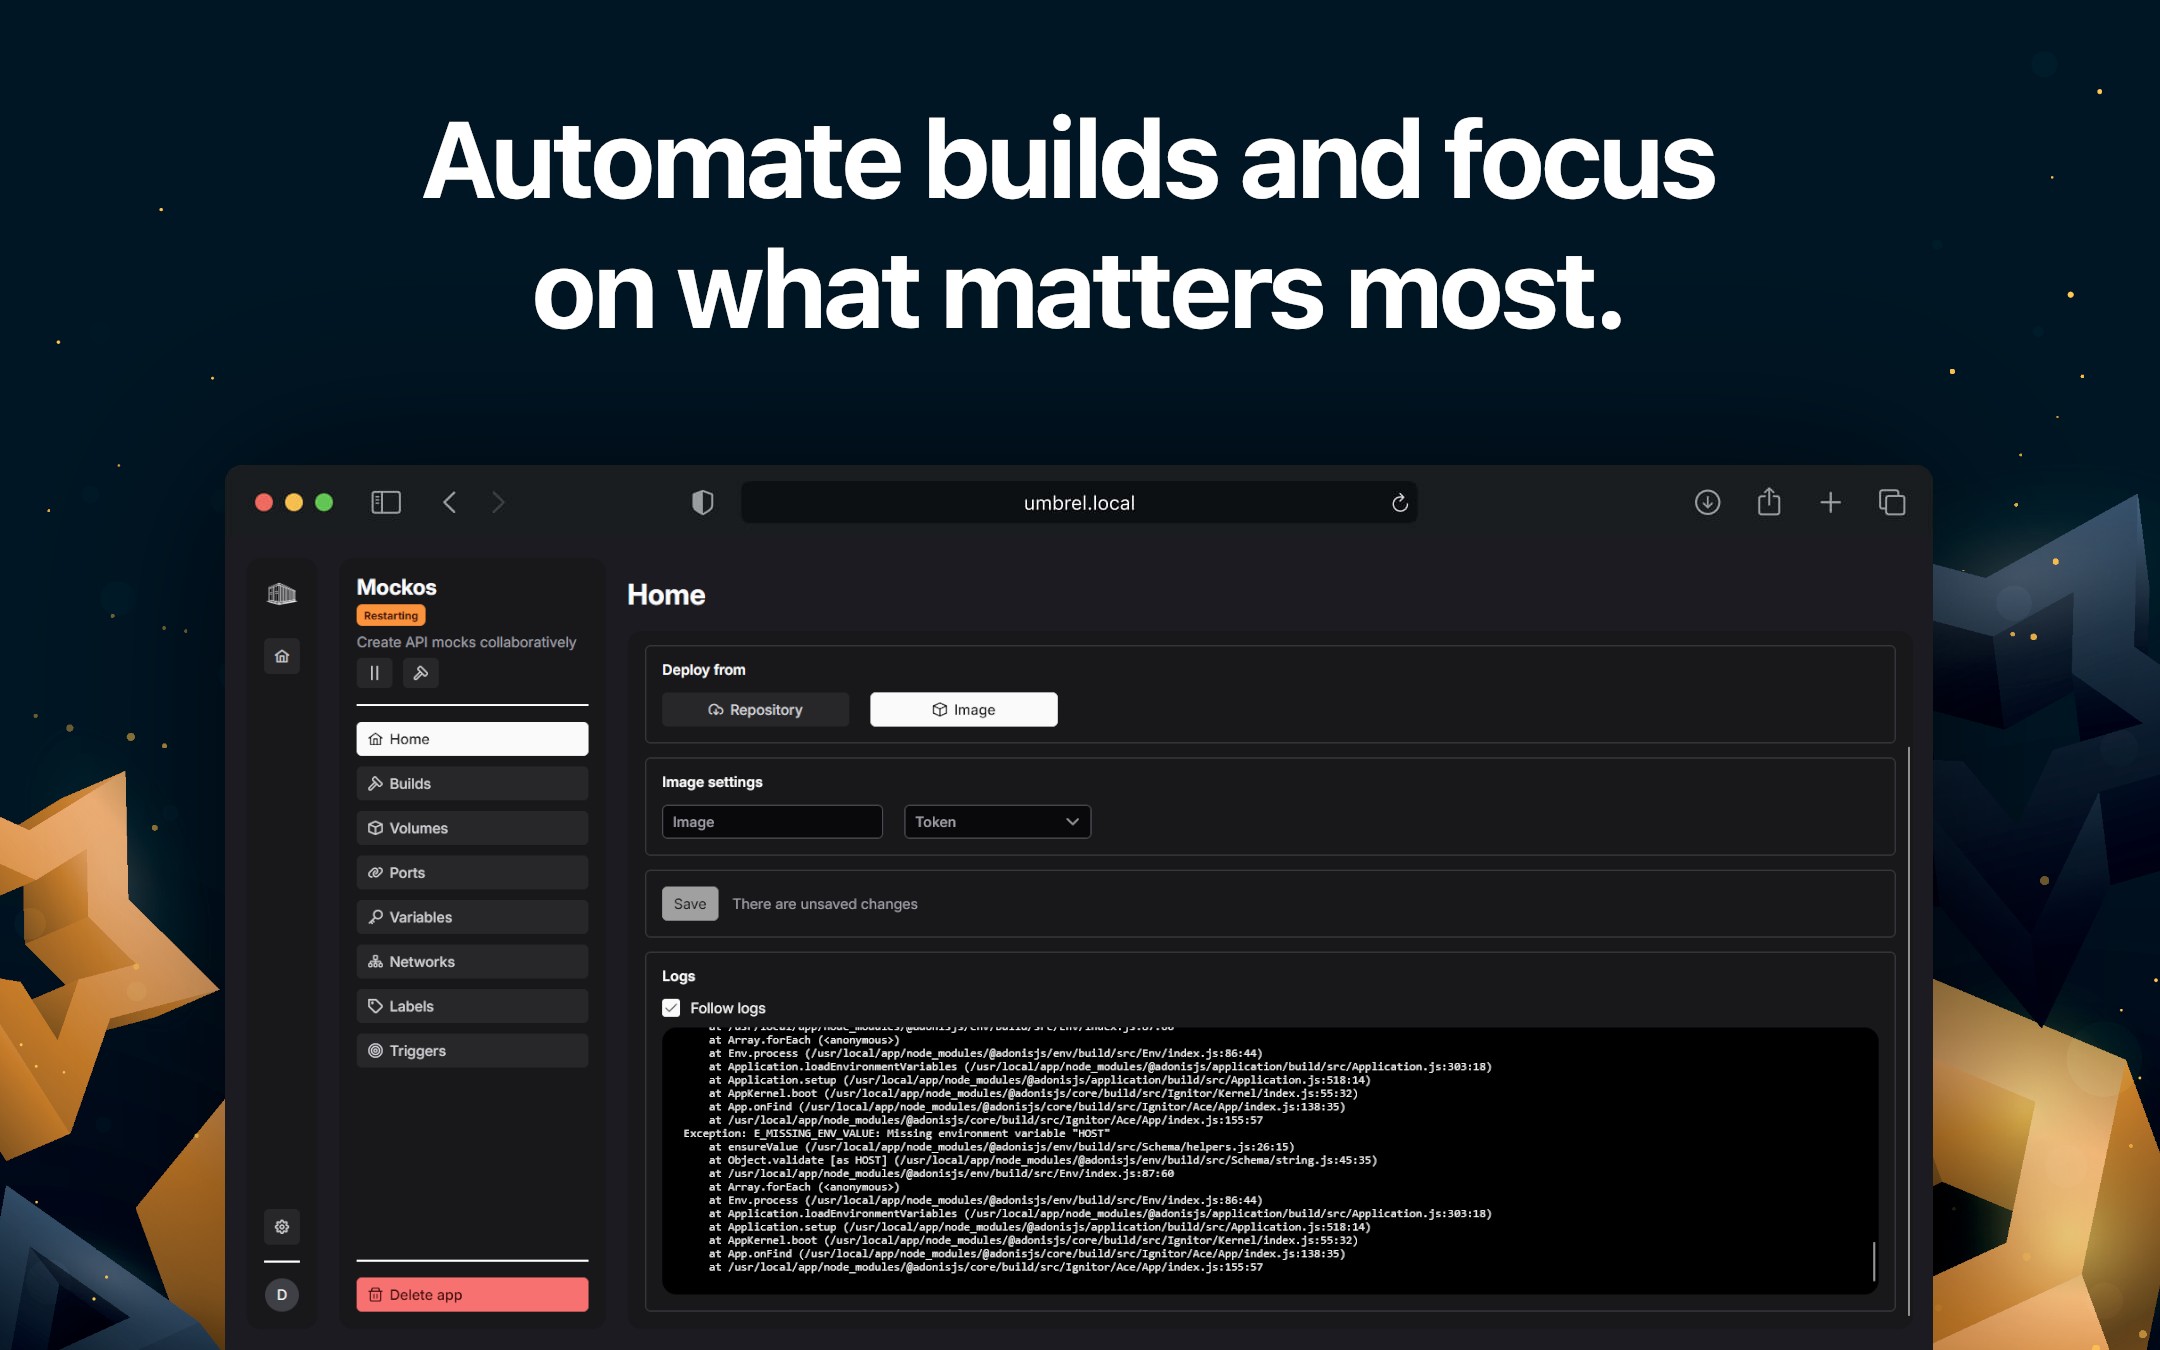 Automate builds and focus
on what matters most.
umbrel.local
Mockos
Restarting
Create API mocks collaboratively
Home
Builds
Volumes
Ports
Variables
Networks
Labels
Triggers
Delete app
D
Home
Deploy from
Repository
Image
Image settings
Image
Token
Save
There are unsaved changes
Logs
Follow logs
at /usr/local/app/node_modules/@adonisjs/env/build/src/Env/index.js:87:60
at Array.forEach (<anonymous>)
at Env.process (/usr/local/app/node_modules/@adonisjs/env/build/src/Env/index.js:86:44)
at Application.loadEnvironmentVariables (/usr/local/app/node_modules/@adonisjs/application/build/src/Application.js:303:18)
at Application.setup (/usr/local/app/node_modules/@adonisjs/application/build/src/Application.js:518:14)
at AppKernel.boot (/usr/local/app/node_modules/@adonisjs/core/build/src/Ignitor/Kernel/index.js:55:32)
at App.onFind (/usr/local/app/node_modules/@adonisjs/core/build/src/Ignitor/Ace/App/index.js:138:35)
at /usr/local/app/node_modules/@adonisjs/core/build/src/Ignitor/Ace/App/index.js:155:57
Exception: E_MISSING_ENV_VALUE: Missing environment variable "HOST"
at ensureValue (/usr/local/app/node_modules/@adonisjs/env/build/src/Schema/helpers.js:26:15)
at Object.validate [as HOST] (/usr/local/app/node_modules/@adonisjs/env/build/src/Schema/string.js:45:35)
at /usr/local/app/node_modules/@adonisjs/env/build/src/Env/index.js:87:60
at Array.forEach (<anonymous>)
at Env.process (/usr/local/app/node_modules/@adonisjs/env/build/src/Env/index.js:86:44)
at Application.loadEnvironmentVariables (/usr/local/app/node_modules/@adonisjs/application/build/src/Application.js:303:18)
at Application.setup (/usr/local/app/node_modules/@adonisjs/application/build/src/Application.js:518:14)
at AppKernel.boot (/usr/local/app/node_modules/@adonisjs/core/build/src/Ignitor/Kernel/index.js:55:32)
at App.onFind (/usr/local/app/node_modules/@adonisjs/core/build/src/Ignitor/Ace/App/index.js:138:35)
at /usr/local/app/node_modules/@adonisjs/core/build/src/Ignitor/Ace/App/index.js:155:57